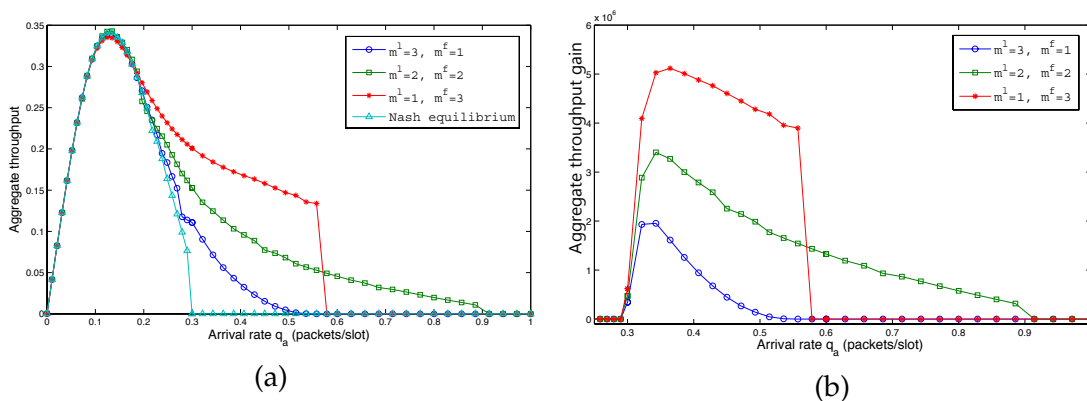 0.35
0.3
0.25
0.2
0.15
0.1
0.05
0
Aggregate throughput
m^l=3, m^f=1
m^l=2, m^f=2
m^l=1, m^f=3
Nash equilibrium
0 0.1 0.2 0.3 0.4 0.5 0.6 0.7 0.8 0.9 1
Arrival rate q_a (packets/slot)
(a)
x 10^6
6
5
4
3
2
1
0
Aggregate throughput gain
m^l=3, m^f=1
m^l=2, m^f=2
m^l=1, m^f=3
0.3 0.4 0.5 0.6 0.7 0.8 0.9
Arrival rate q_a (packets/slot)
(b)